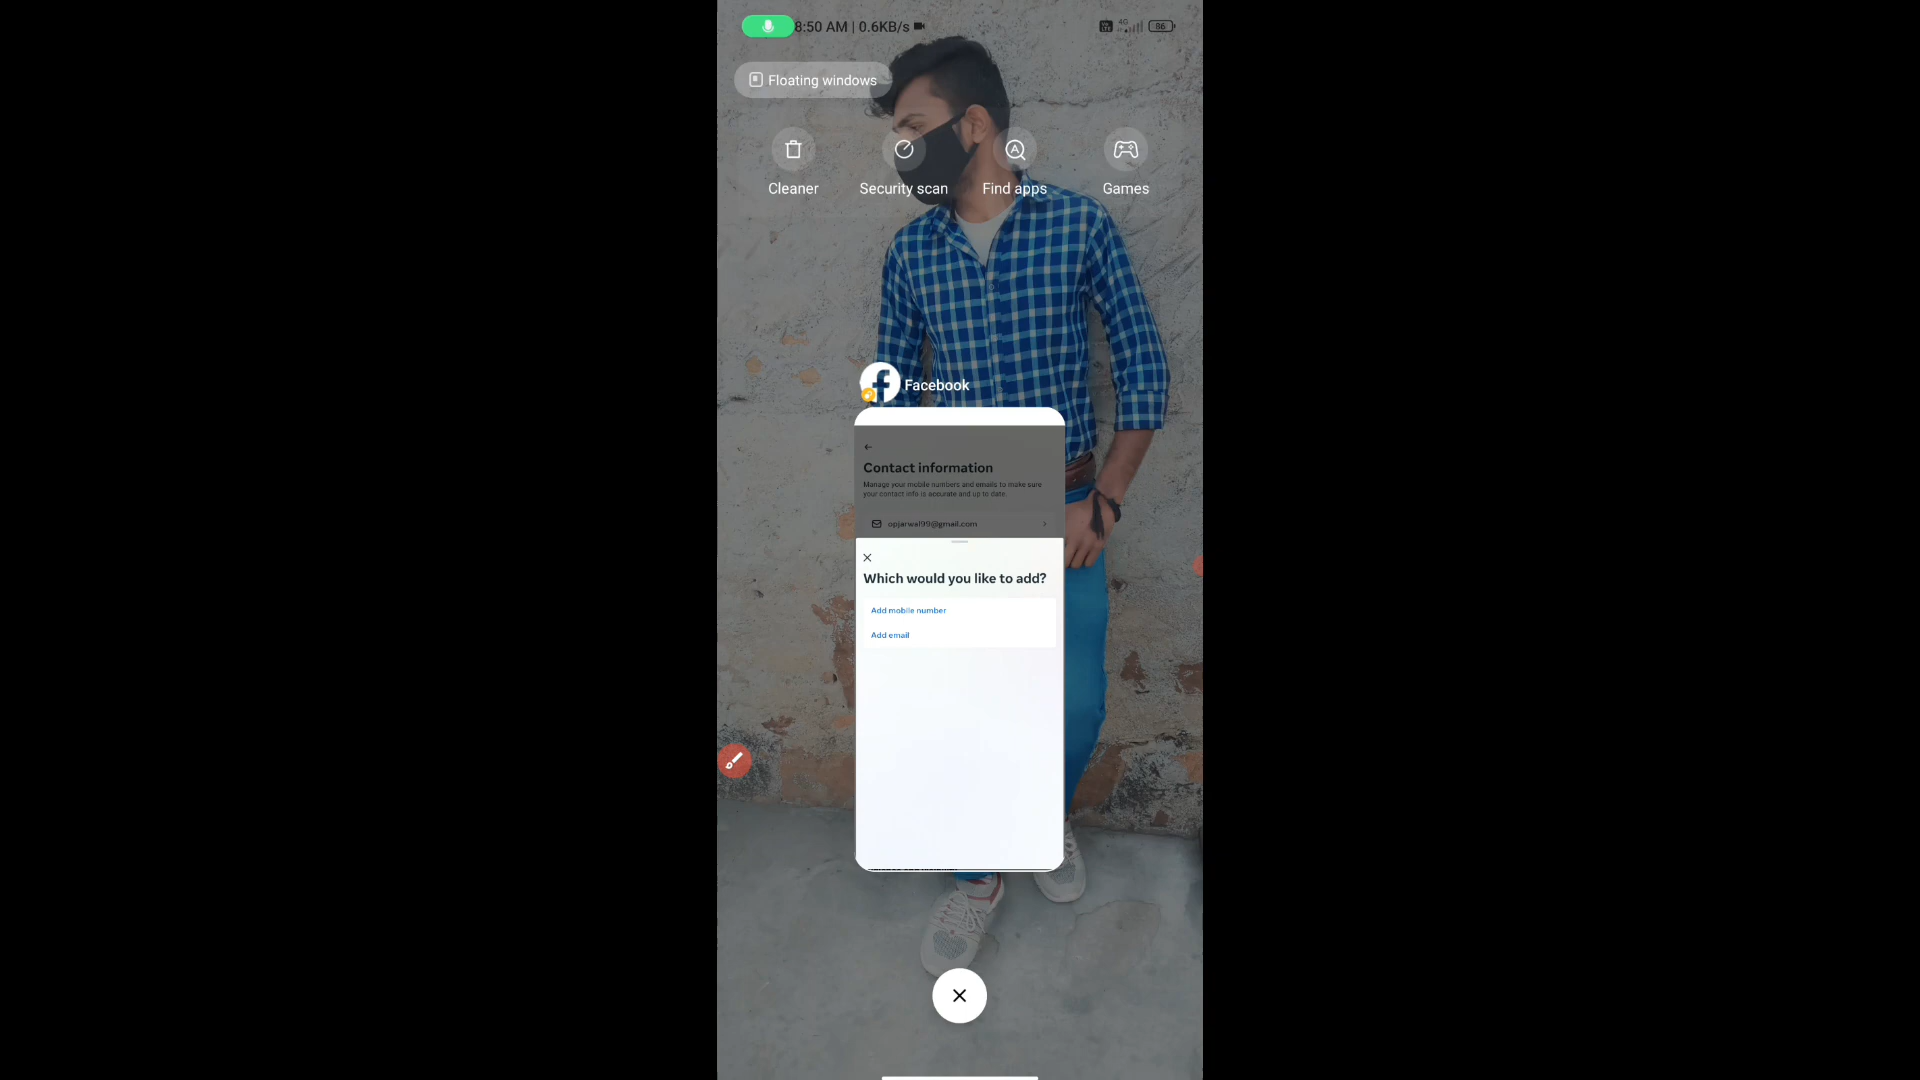 8:50 AM | 0.6KB/s
4G
86
Floating windows
Cleaner
Security scan
Find apps
Games
Facebook
Contact information
Manage your mobile numbers and emails to make sure
your contact info is accurate and up to date.
opjarwal99@gmail.com
Which would you like to add?
Add mobile number
Add email